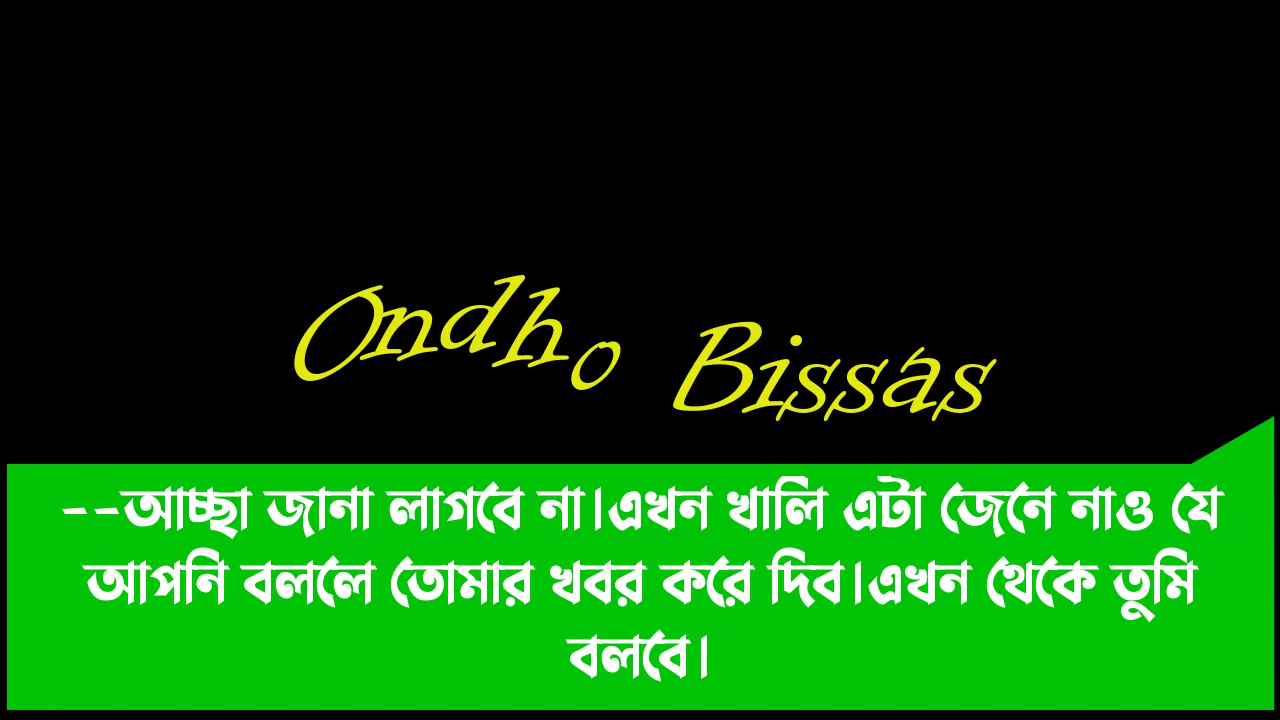 Ondho Bissas
--আচ্ছা জানা লাগবে না।এখন খালি এটা জেনে নাও যে
আপনি বললে তোমার খবর করে দিব।এখন থেকে তুমি
বলবে।